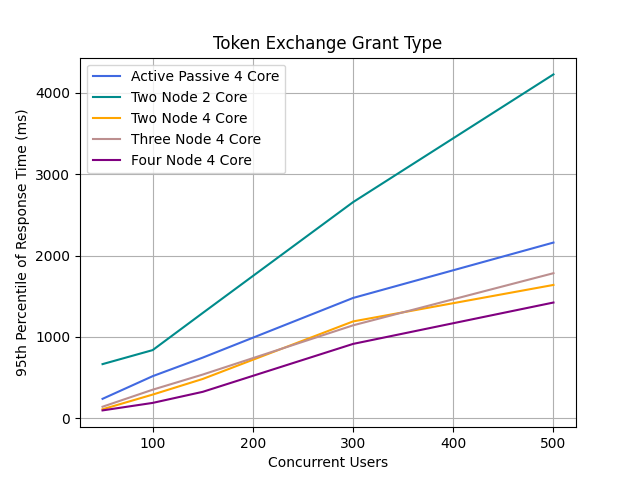 Token Exchange Grant Type
Active Passive 4 Core
Two Node 2 Core
Two Node 4 Core
Three Node 4 Core
Four Node 4 Core
95th Percentile of Response Time (ms)
4000
3000
2000
1000
0
100 200 300 400 500
Concurrent Users